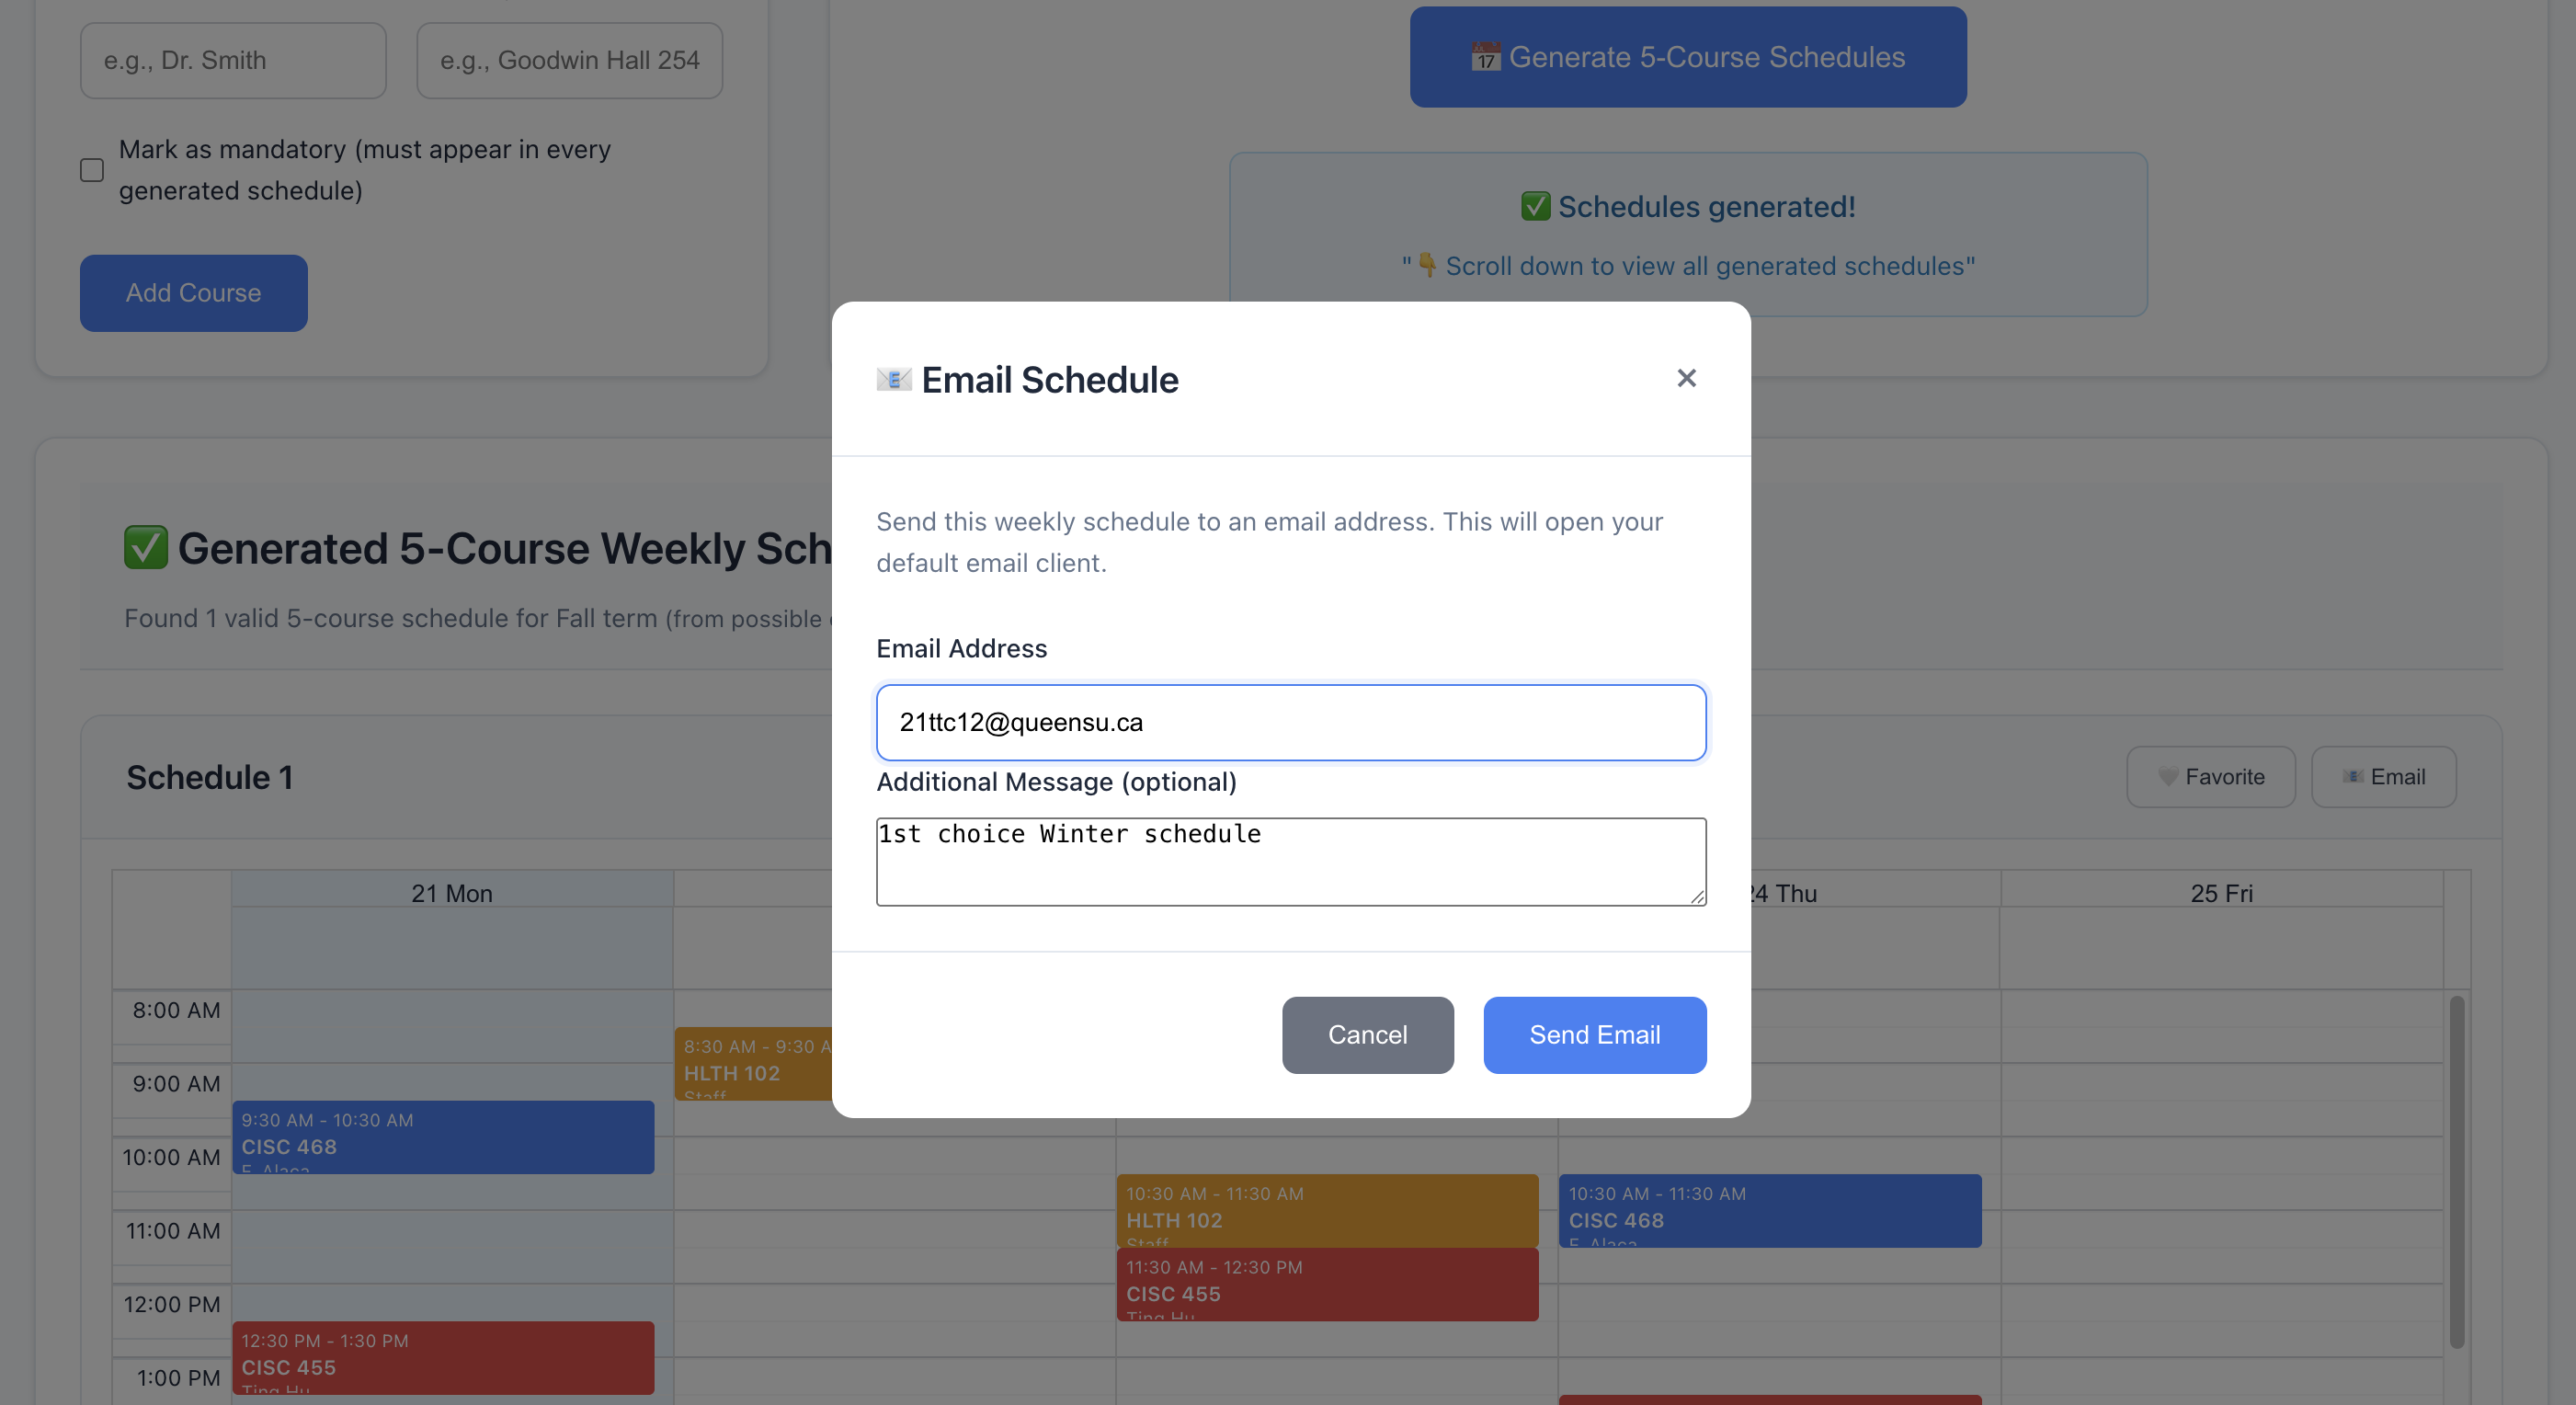 e.g., Dr. Smith
e.g., Goodwin Hall 254
Mark as mandatory (must appear in every
generated schedule)
Add Course
17 Generate 5-Course Schedules
✅ Schedules generated!
"👇 Scroll down to view all generated schedules"
📧 Email Schedule
×
Send this weekly schedule to an email address. This will open your
default email client.
Email Address
21ttc12@queensu.ca
Additional Message (optional)
1st choice Winter schedule
Cancel
Send Email
✅ Generated 5-Course Weekly Sch
Found 1 valid 5-course schedule for Fall term (from possible
Schedule 1
🤍 Favorite
📧 Email
21 Mon
24 Thu
25 Fri
8:00 AM
9:00 AM
10:00 AM
11:00 AM
12:00 PM
1:00 PM
9:30 AM - 10:30 AM
CISC 468
F. Alaca
12:30 PM - 1:30 PM
CISC 455
Ting Hu
8:30 AM - 9:30 A
HLTH 102
Staff
10:30 AM - 11:30 AM
HLTH 102
Staff
11:30 AM - 12:30 PM
CISC 455
Ting Hu
10:30 AM - 11:30 AM
CISC 468
F. Alaca